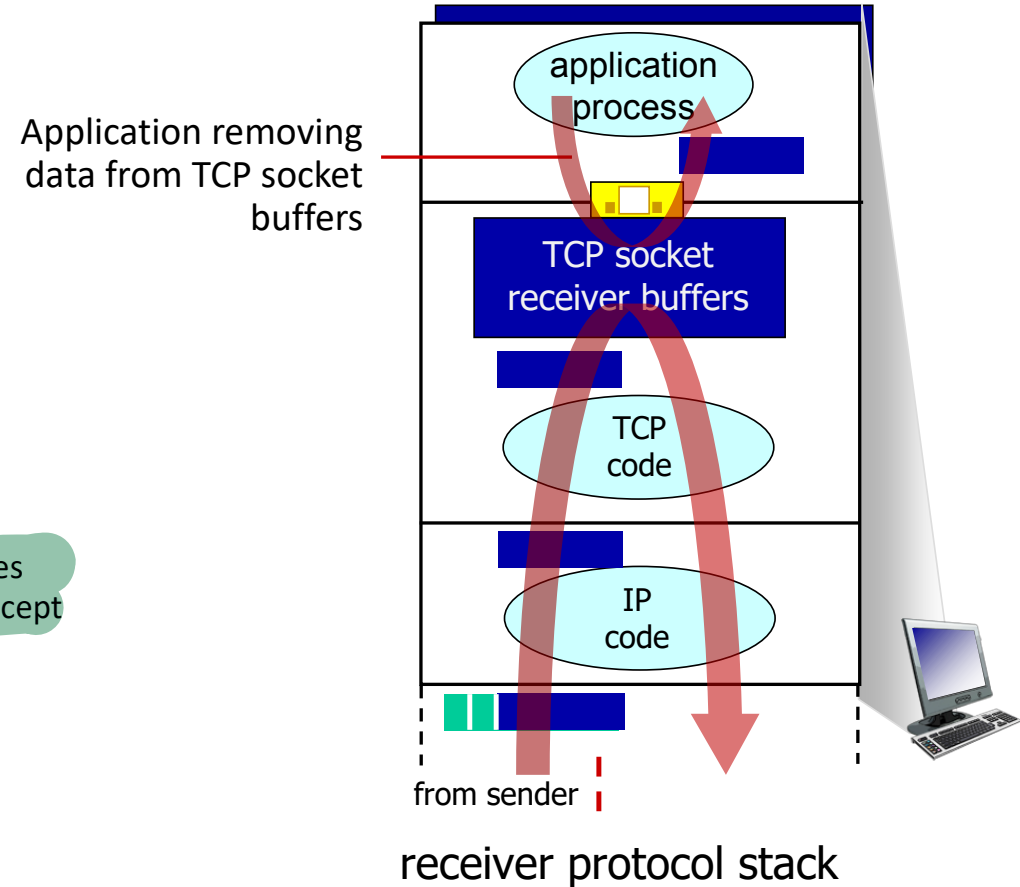 application
process
Application removing
data from TCP socket
buffers
TCP socket
receiver buffers
TCP
code
IP
code
from sender
receiver protocol stack